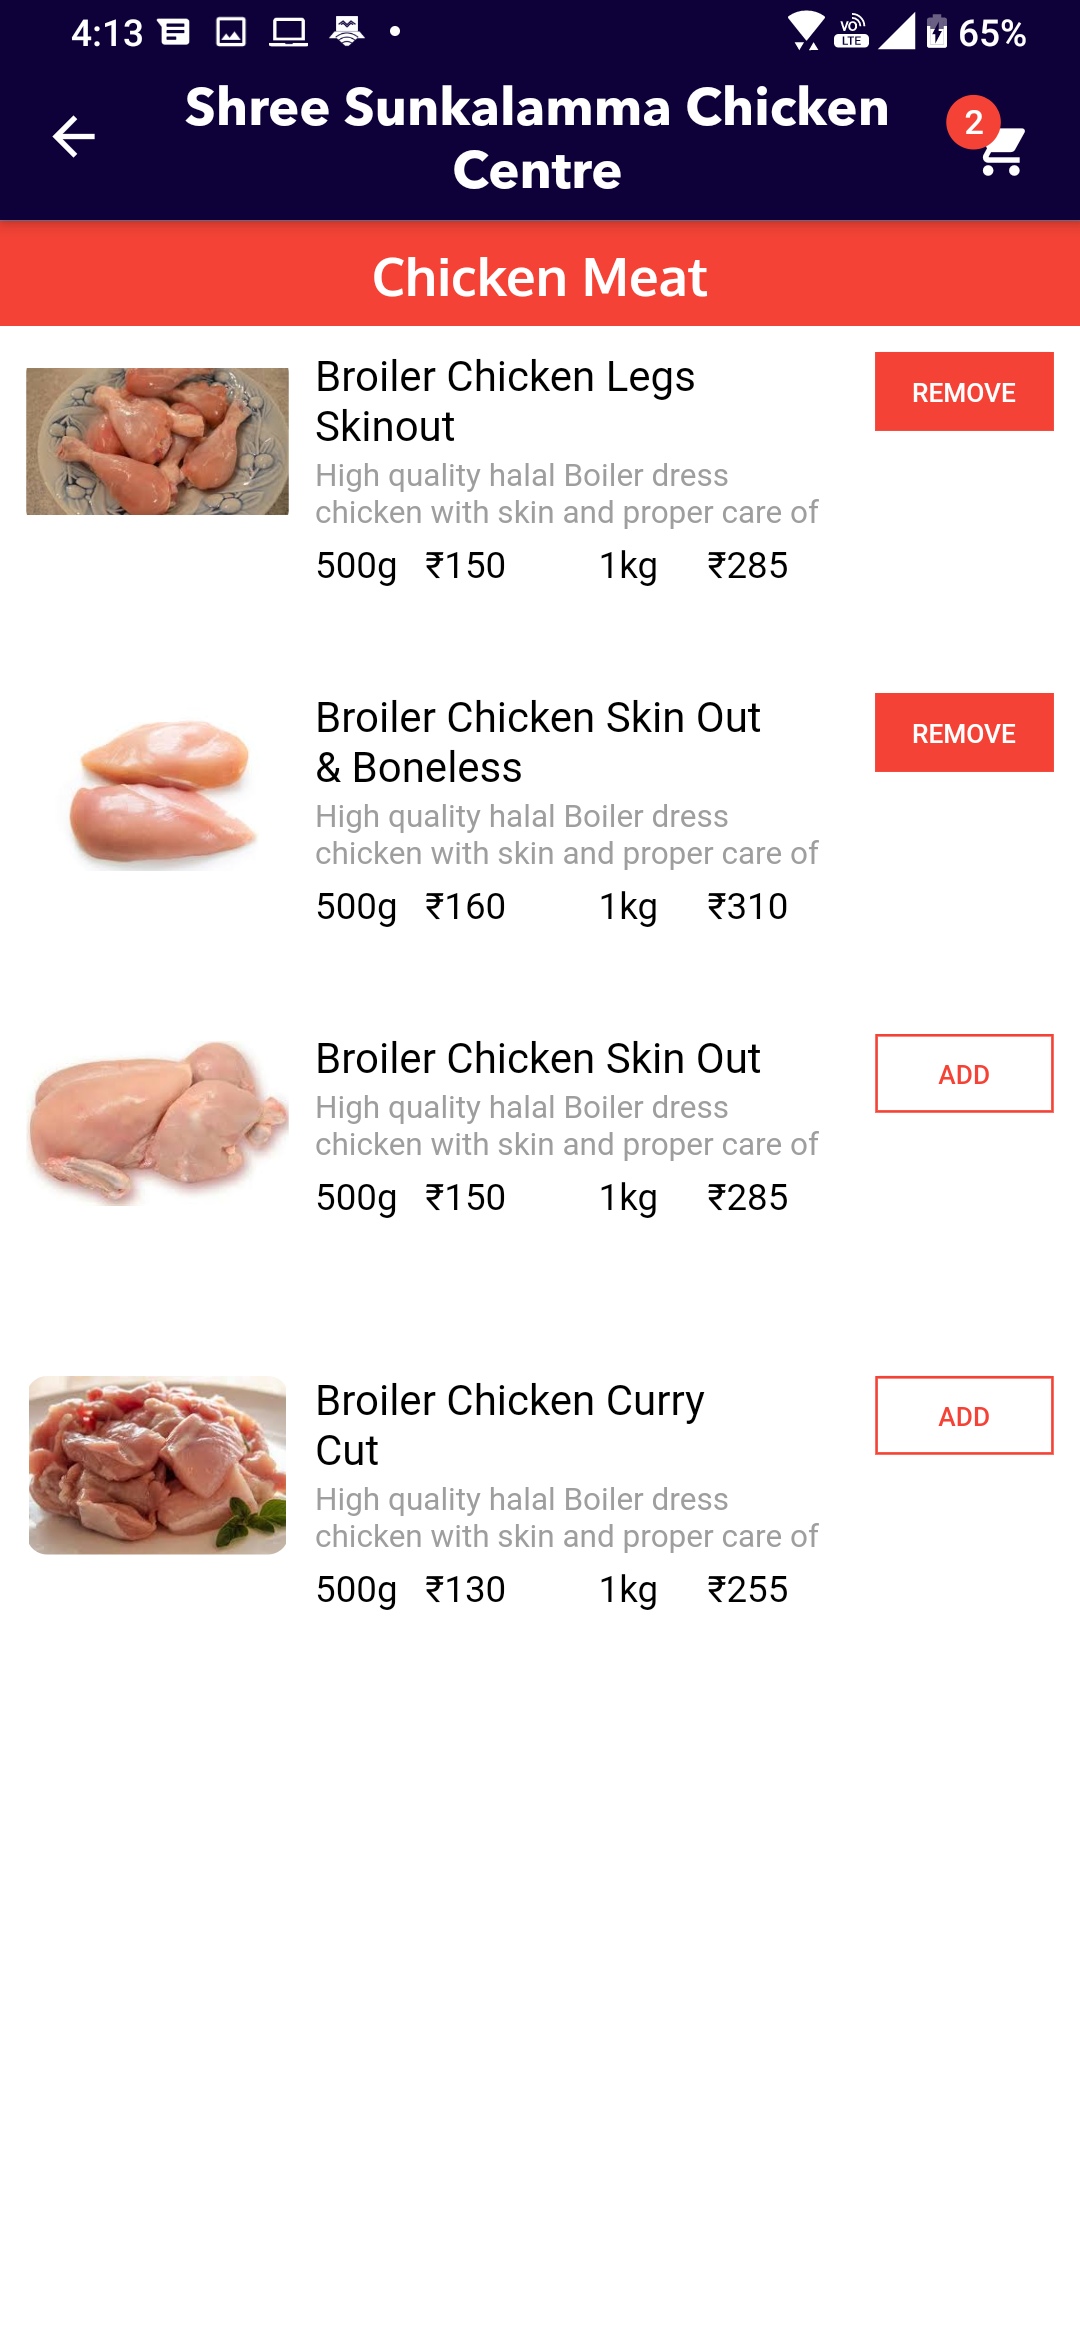 4:13 VO LTE 65%
Shree Sunkalamma Chicken
Centre
2
Chicken Meat
Broiler Chicken Legs
Skinout
REMOVE
High quality halal Boiler dress
chicken with skin and proper care of
500g ₹150 1kg ₹285
Broiler Chicken Skin Out
& Boneless
REMOVE
High quality halal Boiler dress
chicken with skin and proper care of
500g ₹160 1kg ₹310
Broiler Chicken Skin Out
ADD
High quality halal Boiler dress
chicken with skin and proper care of
500g ₹150 1kg ₹285
Broiler Chicken Curry
Cut
ADD
High quality halal Boiler dress
chicken with skin and proper care of
500g ₹130 1kg ₹255